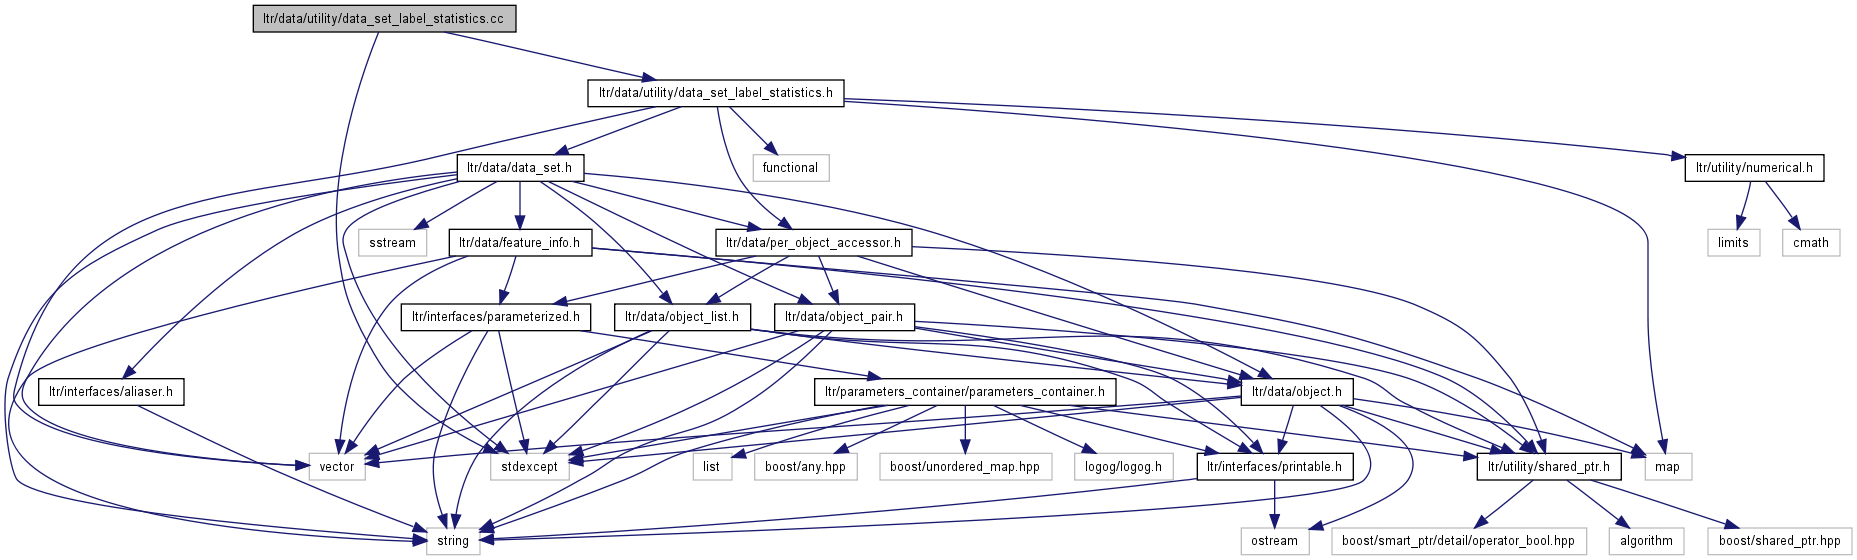 ltr/data/utility/data_set_label_statistics.cc
ltr/data/utility/data_set_label_statistics.h
ltr/data/data_set.h
functional
ltr/utility/numerical.h
sstream
ltr/data/feature_info.h
ltr/data/per_object_accessor.h
limits
cmath
ltr/interfaces/parameterized.h
ltr/data/object_list.h
ltr/data/object_pair.h
ltr/interfaces/aliaser.h
ltr/parameters_container/parameters_container.h
ltr/data/object.h
vector
stdexcept
list
boost/any.hpp
boost/unordered_map.hpp
logog/logog.h
ltr/interfaces/printable.h
ltr/utility/shared_ptr.h
map
string
ostream
boost/smart_ptr/detail/operator_bool.hpp
algorithm
boost/shared_ptr.hpp